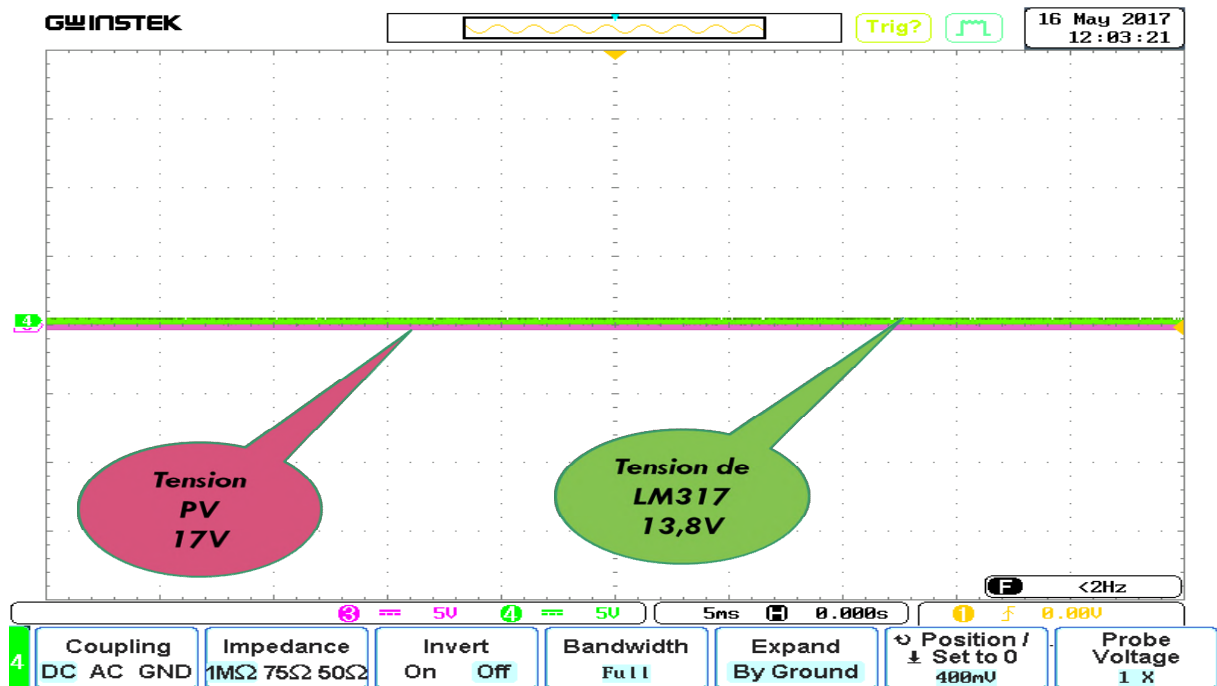 GWINSTEK
Trig?
16 May 2017
12:03:21
4
Tension
PV
17V
Tension de
LM317
13,8V
F <2Hz
3 5V 4 5V 5ms H 0.000s 1 0.00V
4
Coupling
DC AC GND
Impedance
1MΩ 75Ω 50Ω
Invert
On Off
Bandwidth
Full
Expand
By Ground
Position /
Set to 0
400mV
Probe
Voltage
1 X